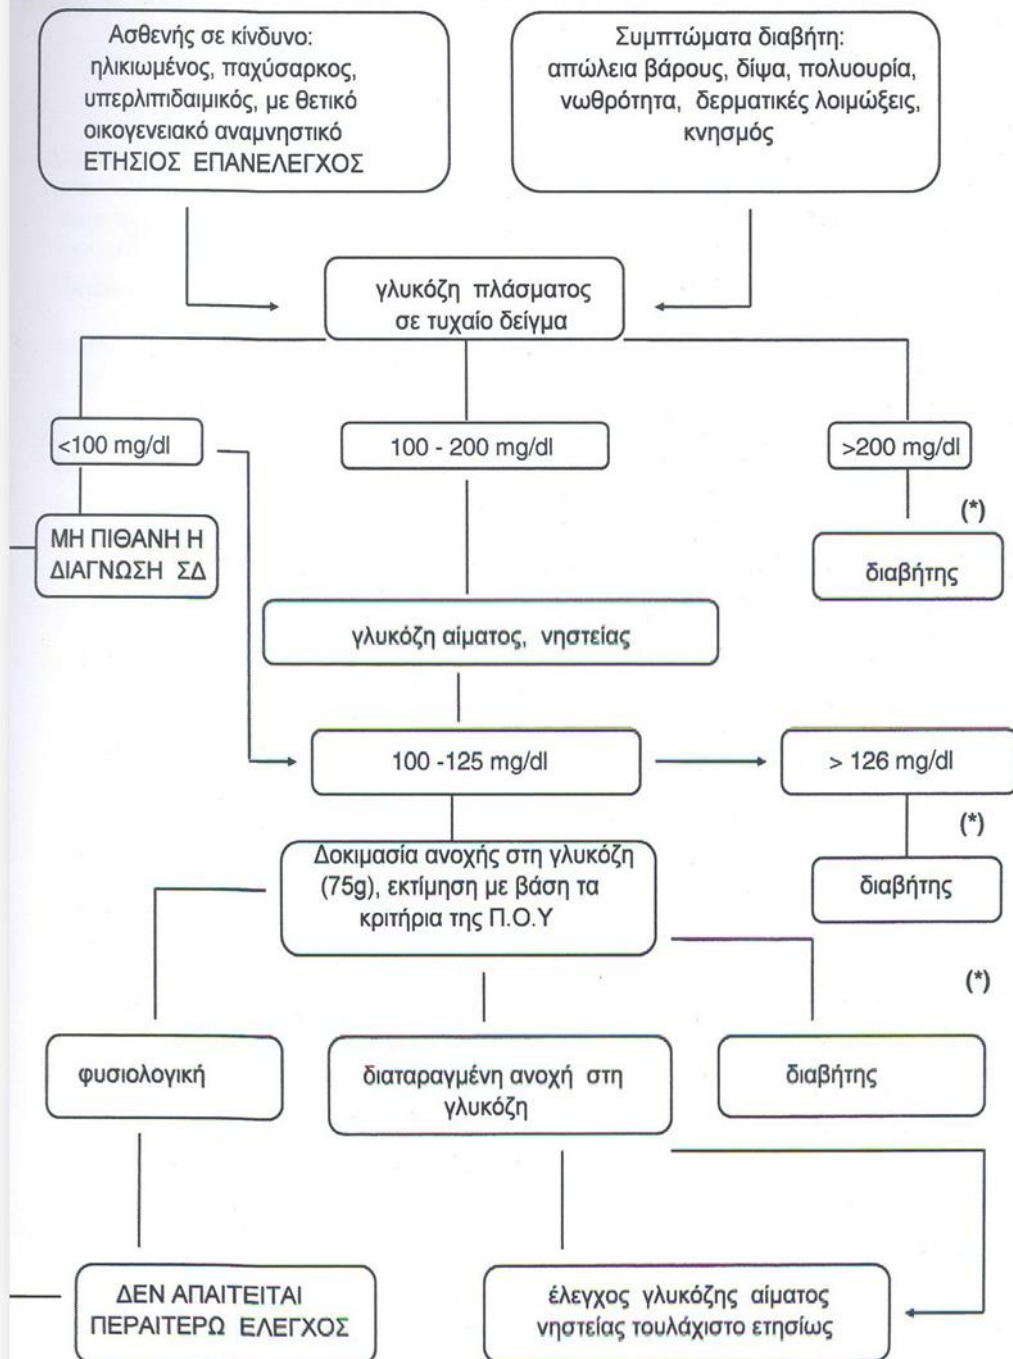 Ασθενής σε κίνδυνο:
ηλικιωμένος, παχύσαρκος,
υπερλιπιδαιμικός, με θετικό
οικογενειακό αναμνηστικό
ΕΤΗΣΙΟΣ ΕΠΑΝΕΛΕΓΧΟΣ
Συμπτώματα διαβήτη:
απώλεια βάρους, δίψα, πολυουρία,
νωθρότητα, δερματικές λοιμώξεις,
κνησμός
γλυκόζη πλάσματος
σε τυχαίο δείγμα
<100 mg/dl
100 - 200 mg/dl
>200 mg/dl
(*)
ΜΗ ΠΙΘΑΝΗ Η
ΔΙΑΓΝΩΣΗ ΣΔ
διαβήτης
γλυκόζη αίματος, νηστείας
100 -125 mg/dl
> 126 mg/dl
(*)
Δοκιμασία ανοχής στη γλυκόζη
(75g), εκτίμηση με βάση τα
κριτήρια της Π.Ο.Υ
διαβήτης
(*)
φυσιολογική
διαταραγμένη ανοχή στη
γλυκόζη
διαβήτης
ΔΕΝ ΑΠΑΙΤΕΙΤΑΙ
ΠΕΡΑΙΤΕΡΩ ΕΛΕΓΧΟΣ
έλεγχος γλυκόζης αίματος
νηστείας τουλάχιστο ετησίως